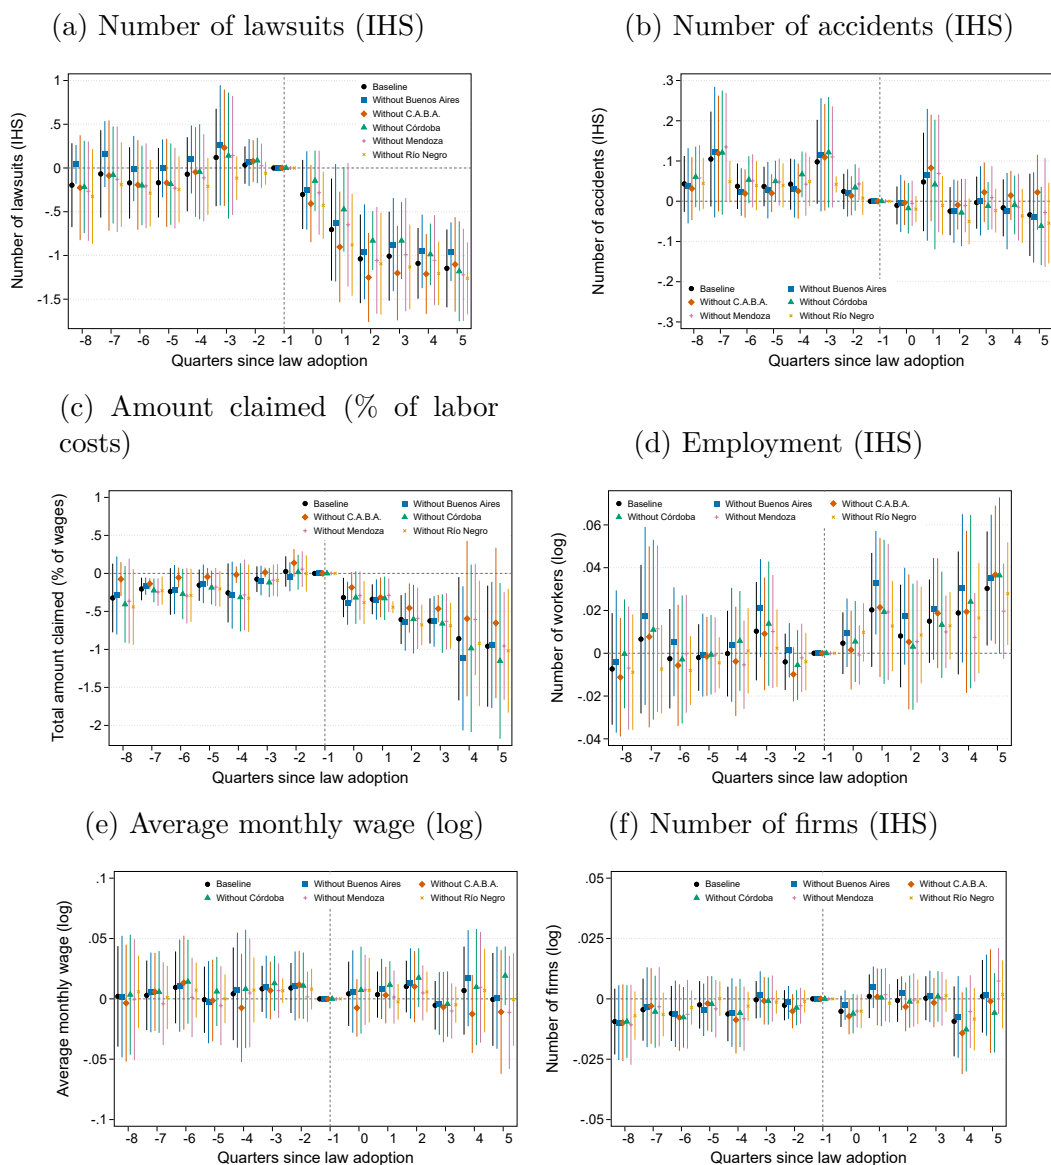 (a) Number of lawsuits (IHS)
(b) Number of accidents (IHS)
Number of lawsuits (IHS)
1
.5
0
-.5
-1
-1.5
Baseline
Without Buenos Aires
Without C.A.B.A.
Without Córdoba
Without Mendoza
Without Río Negro
-8 -7 -6 -5 -4 -3 -2 -1 0 1 2 3 4 5
Quarters since law adoption
Number of accidents (IHS)
.3
.2
.1
0
.1
.2
-.3
Baseline Without Buenos Aires
Without C.A.B.A. Without Córdoba
Without Mendoza Without Río Negro
-8 -7 -6 -5 -4 -3 -2 -1 0 1 2 3 4 5
Quarters since law adoption
(c) Amount claimed (% of labor
costs)
(d) Employment (IHS)
Total amount claimed (% of wages)
1
.5
0
-.5
-1
-1.5
-2
Baseline Without Buenos Aires
Without C.A.B.A. Without Córdoba
Without Mendoza Without Río Negro
-8 -7 -6 -5 -4 -3 -2 -1 0 1 2 3 4 5
Quarters since law adoption
Number of workers (log)
.06
.04
.02
0
-.02
-.04
Baseline Without Buenos Aires Without C.A.B.A.
Without Córdoba Without Mendoza Without Río Negro
-8 -7 -6 -5 -4 -3 -2 -1 0 1 2 3 4 5
Quarters since law adoption
(e) Average monthly wage (log)
(f) Number of firms (IHS)
Average monthly wage (log)
.1
.05
0
-.05
-.1
Baseline Without Buenos Aires Without C.A.B.A.
Without Córdoba Without Mendoza Without Río Negro
-8 -7 -6 -5 -4 -3 -2 -1 0 1 2 3 4 5
Quarters since law adoption
Number of firms (log)
.05
.025
0
-.025
-.05
Baseline Without Buenos Aires Without C.A.B.A.
Without Córdoba Without Mendoza Without Río Negro
-8 -7 -6 -5 -4 -3 -2 -1 0 1 2 3 4 5
Quarters since law adoption